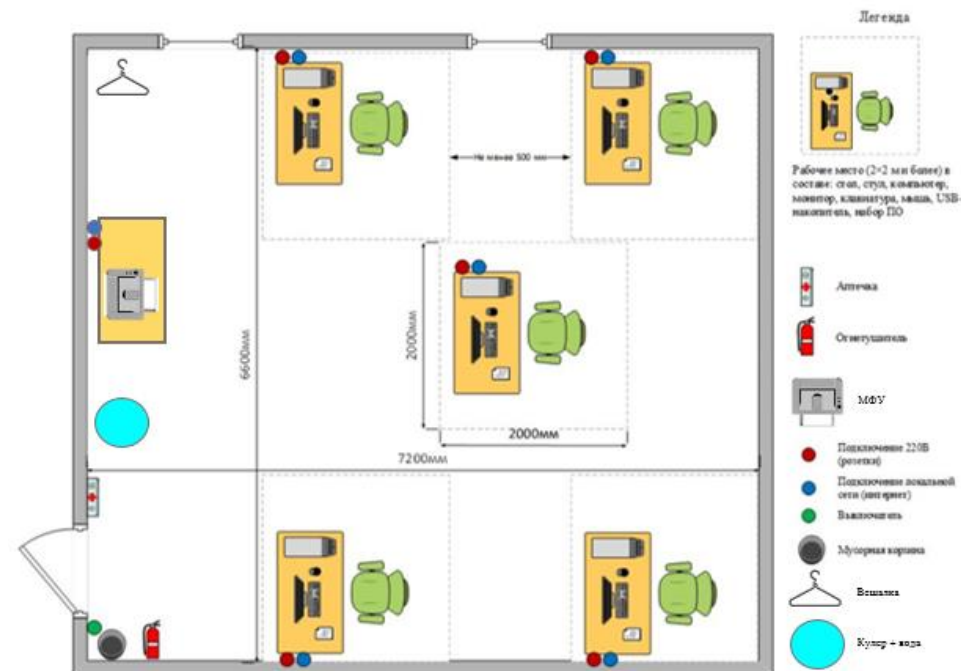 Легенда
Не менее 500 мм
Рабочее место (2×2 м и более) в
составе: стол, стул, компьютер,
монитор, клавиатура, мышь, USB-
накопитель, набор ПО
Аптечка
2000мм
6600мм
Огнетушитель
МФУ
2000мм
7200мм
Подключение 220В
(розетки)
Подключение локальной
сети (интернет)
Выключатель
Мусорная корзина
Вешалка
Кулер + вода